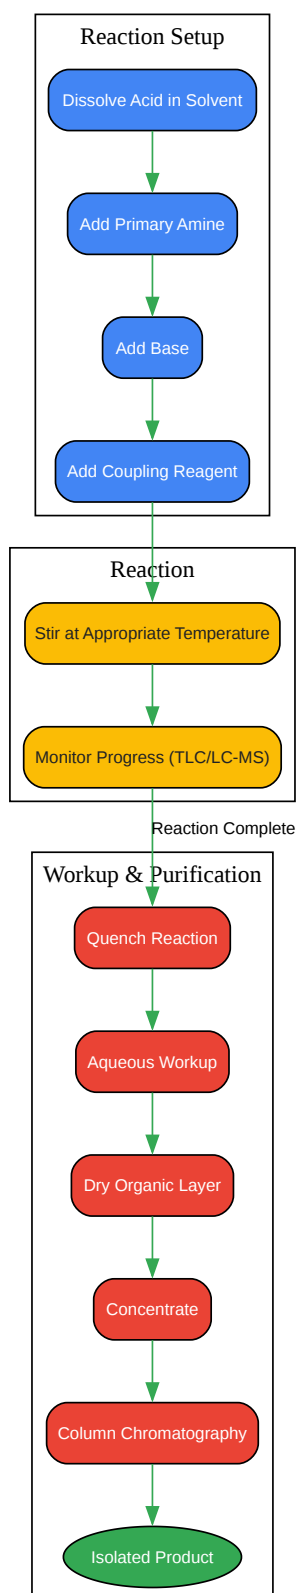 Reaction Setup
Dissolve Acid in Solvent
Add Primary Amine
Add Base
Add Coupling Reagent
Reaction
Stir at Appropriate Temperature
Monitor Progress (TLC/LC-MS)
Reaction Complete
Workup & Purification
Quench Reaction
Aqueous Workup
Dry Organic Layer
Concentrate
Column Chromatography
Isolated Product